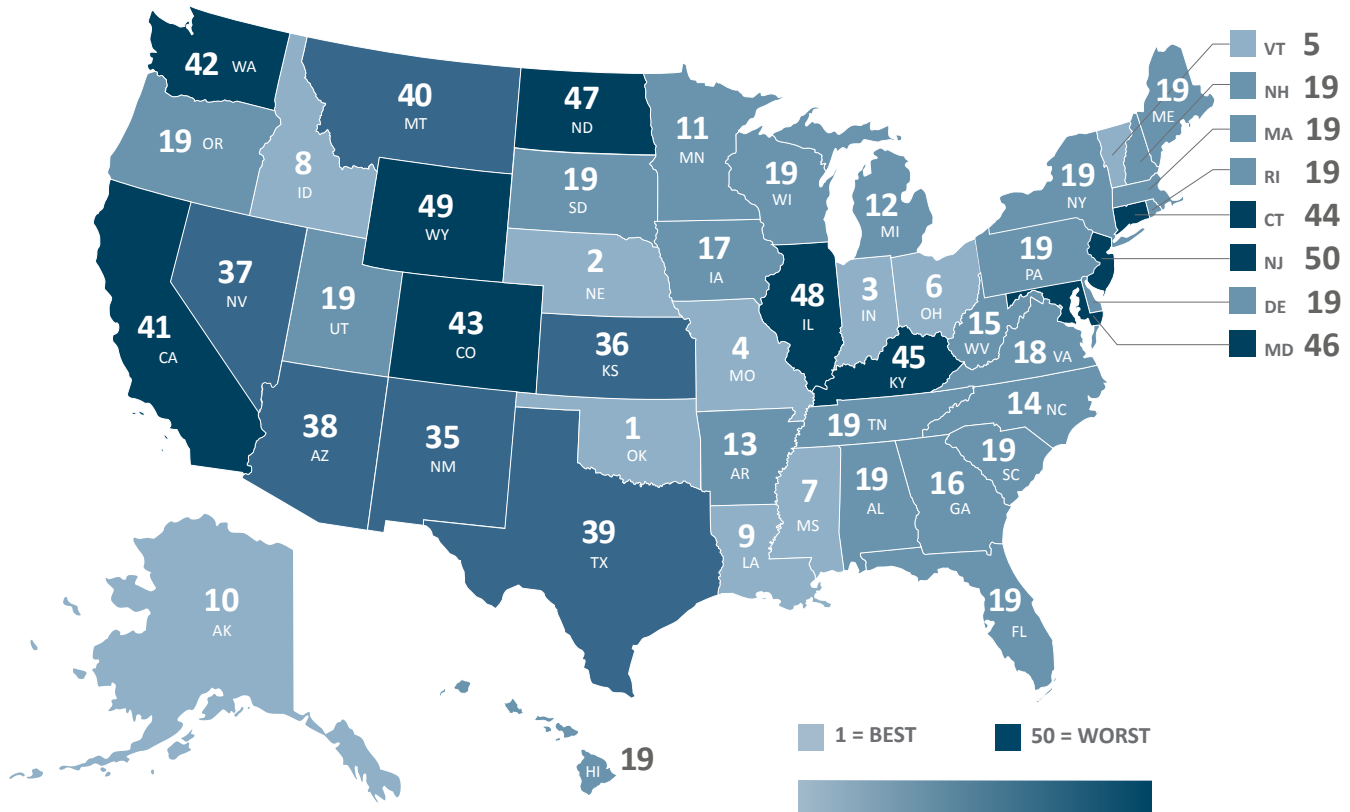 VT 5
NH 19
MA 19
RI 19
CT 44
NJ 50
DE 19
MD 46
42 WA
40
MT
47
ND
11
MN
19
ME
19 OR
8
ID
19
SD
19
WI
12
MI
19
NY
49
WY
17
IA
19
PA
37
NV
19
UT
2
NE
48
IL
3
IN
6
OH
15
WV
18 VA
41
CA
43
CO
36
KS
4
MO
45
KY
14 NC
38
AZ
35
NM
1
OK
13
AR
19 TN
19
SC
39
TX
9
LA
7
MS
19
AL
16
GA
19
FL
10
AK
HI 19
1 = BEST
50 = WORST